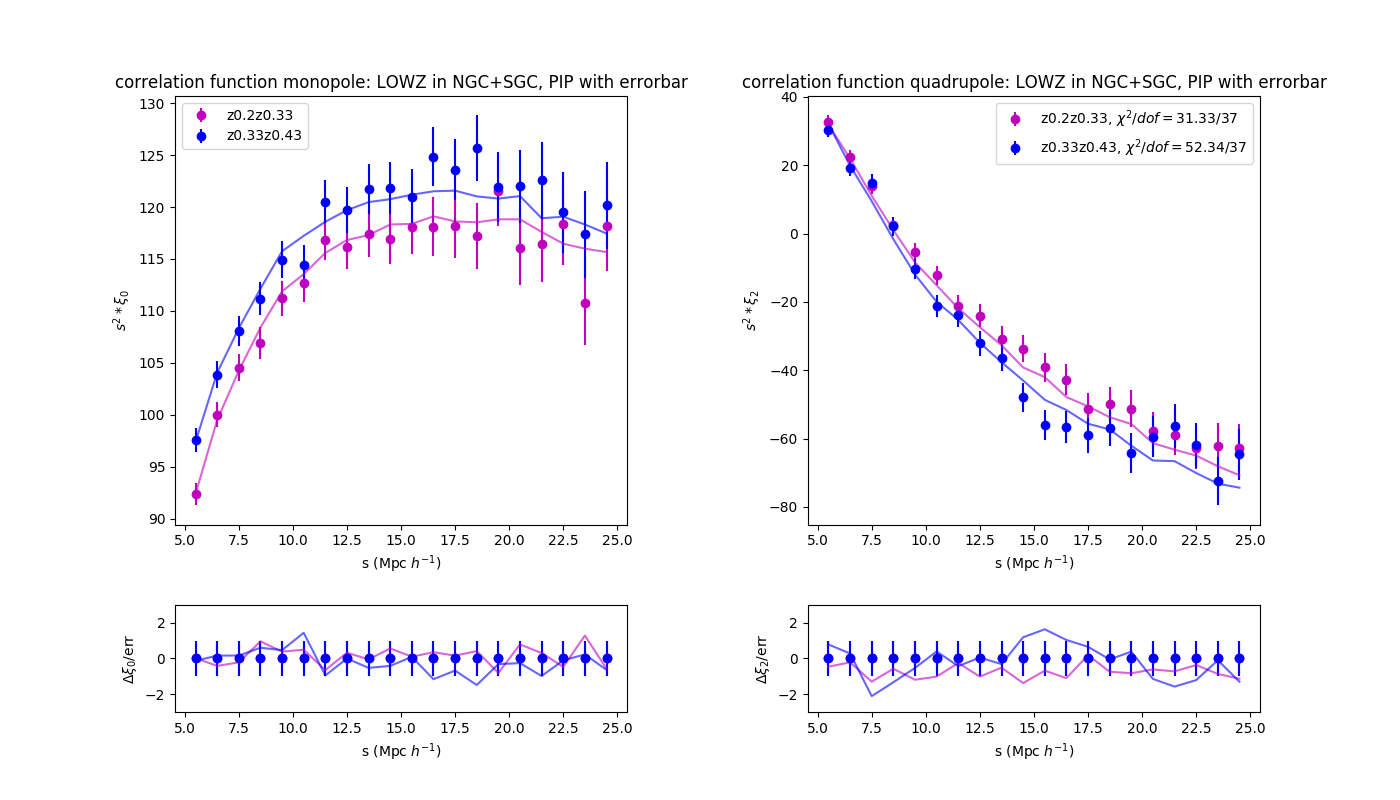 correlation function monopole: LOWZ in NGC+SGC, PIP with errorbar
z0.2z0.33
z0.33z0.43
130
125
120
115
110
105
100
95
90
s² * ξ₀
5.0 7.5 10.0 12.5 15.0 17.5 20.0 22.5 25.0
s (Mpc h⁻¹)
2
0
−2
Δξ₀/err
5.0 7.5 10.0 12.5 15.0 17.5 20.0 22.5 25.0
s (Mpc h⁻¹)
correlation function quadrupole: LOWZ in NGC+SGC, PIP with errorbar
z0.2z0.33, χ²/dof = 31.33/37
z0.33z0.43, χ²/dof = 52.34/37
40
20
0
−20
−40
−60
−80
s² * ξ₂
5.0 7.5 10.0 12.5 15.0 17.5 20.0 22.5 25.0
s (Mpc h⁻¹)
2
0
−2
Δξ₂/err
5.0 7.5 10.0 12.5 15.0 17.5 20.0 22.5 25.0
s (Mpc h⁻¹)